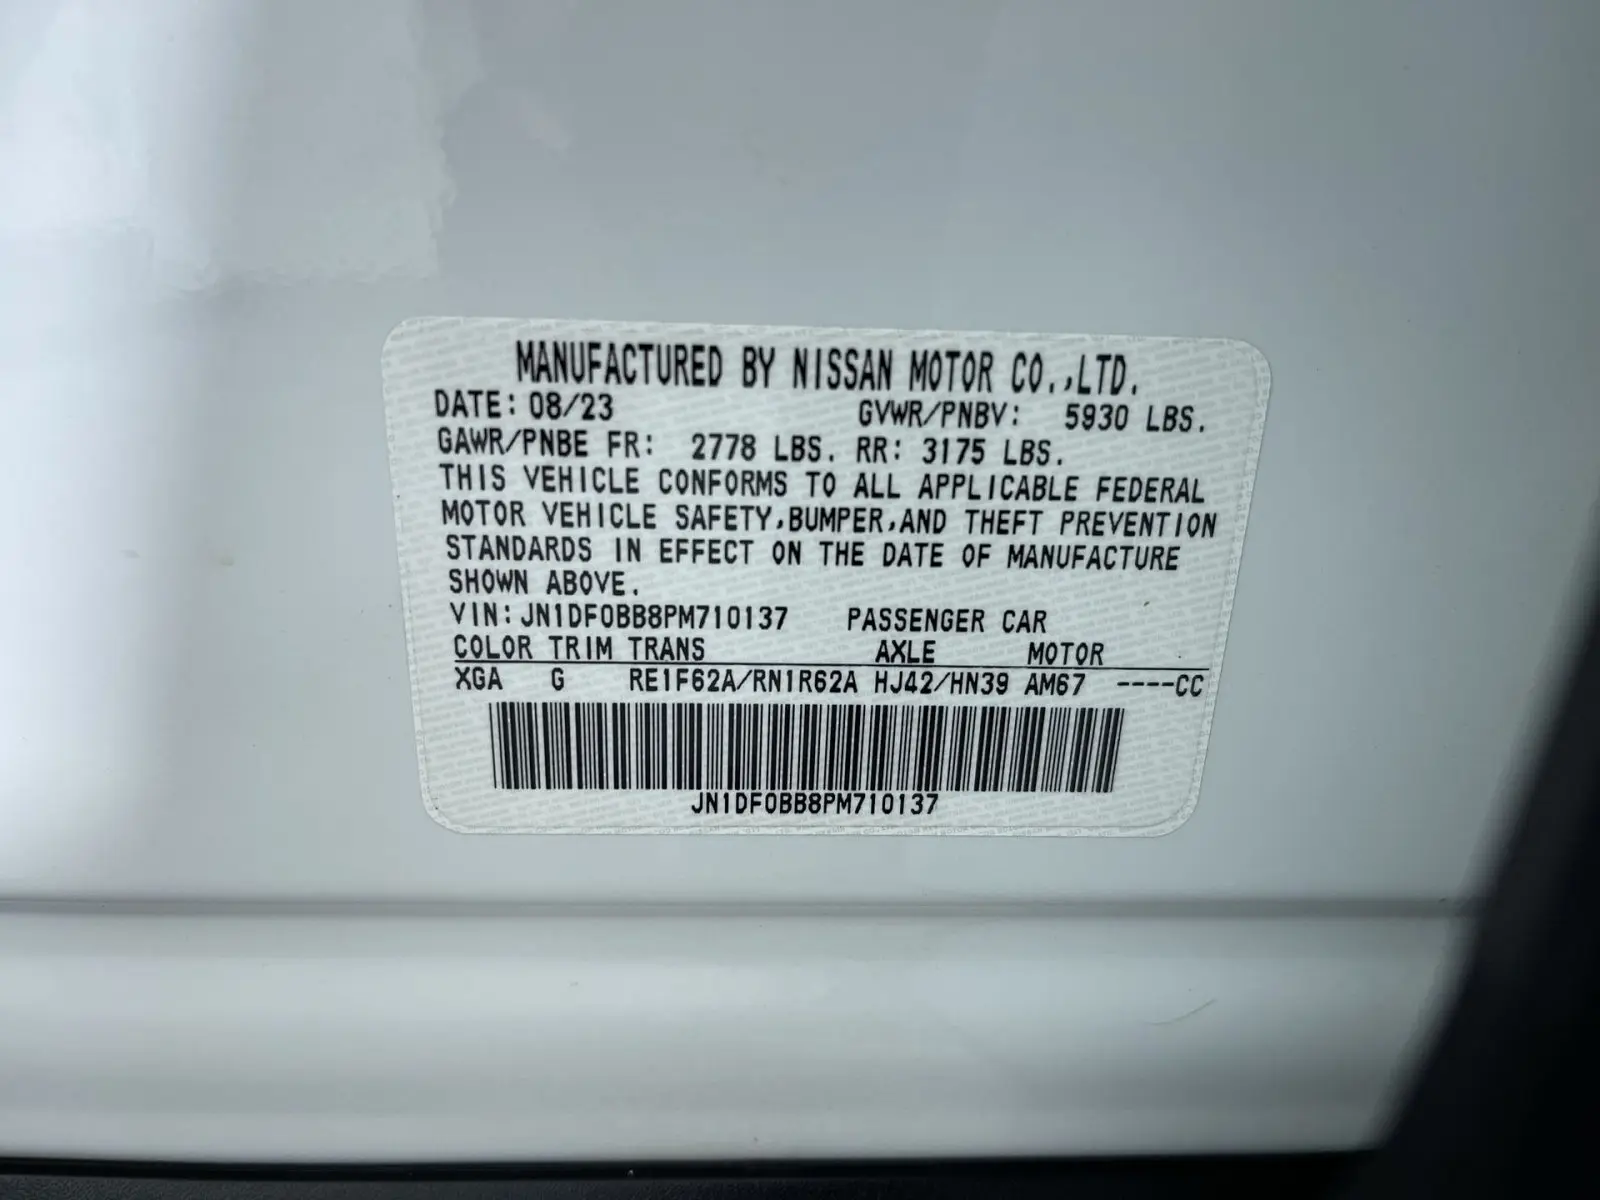 MANUFACTURED BY NISSAN MOTOR CO.,LTD.
DATE: 08/23 GVWR/PNBV: 5930 LBS.
GAWR/PNBE FR: 2778 LBS. RR: 3175 LBS.
THIS VEHICLE CONFORMS TO ALL APPLICABLE FEDERAL
MOTOR VEHICLE SAFETY,BUMPER,AND THEFT PREVENTION
STANDARDS IN EFFECT ON THE DATE OF MANUFACTURE
SHOWN ABOVE.
VIN:JN1DF0BB8PM710137 PASSENGER CAR
COLOR TRIM TRANS AXLE MOTOR
XGA G RE1F62A/RN1R62A HJ42/HN39 AM67 ----CC
JN1DF0BB8PM710137